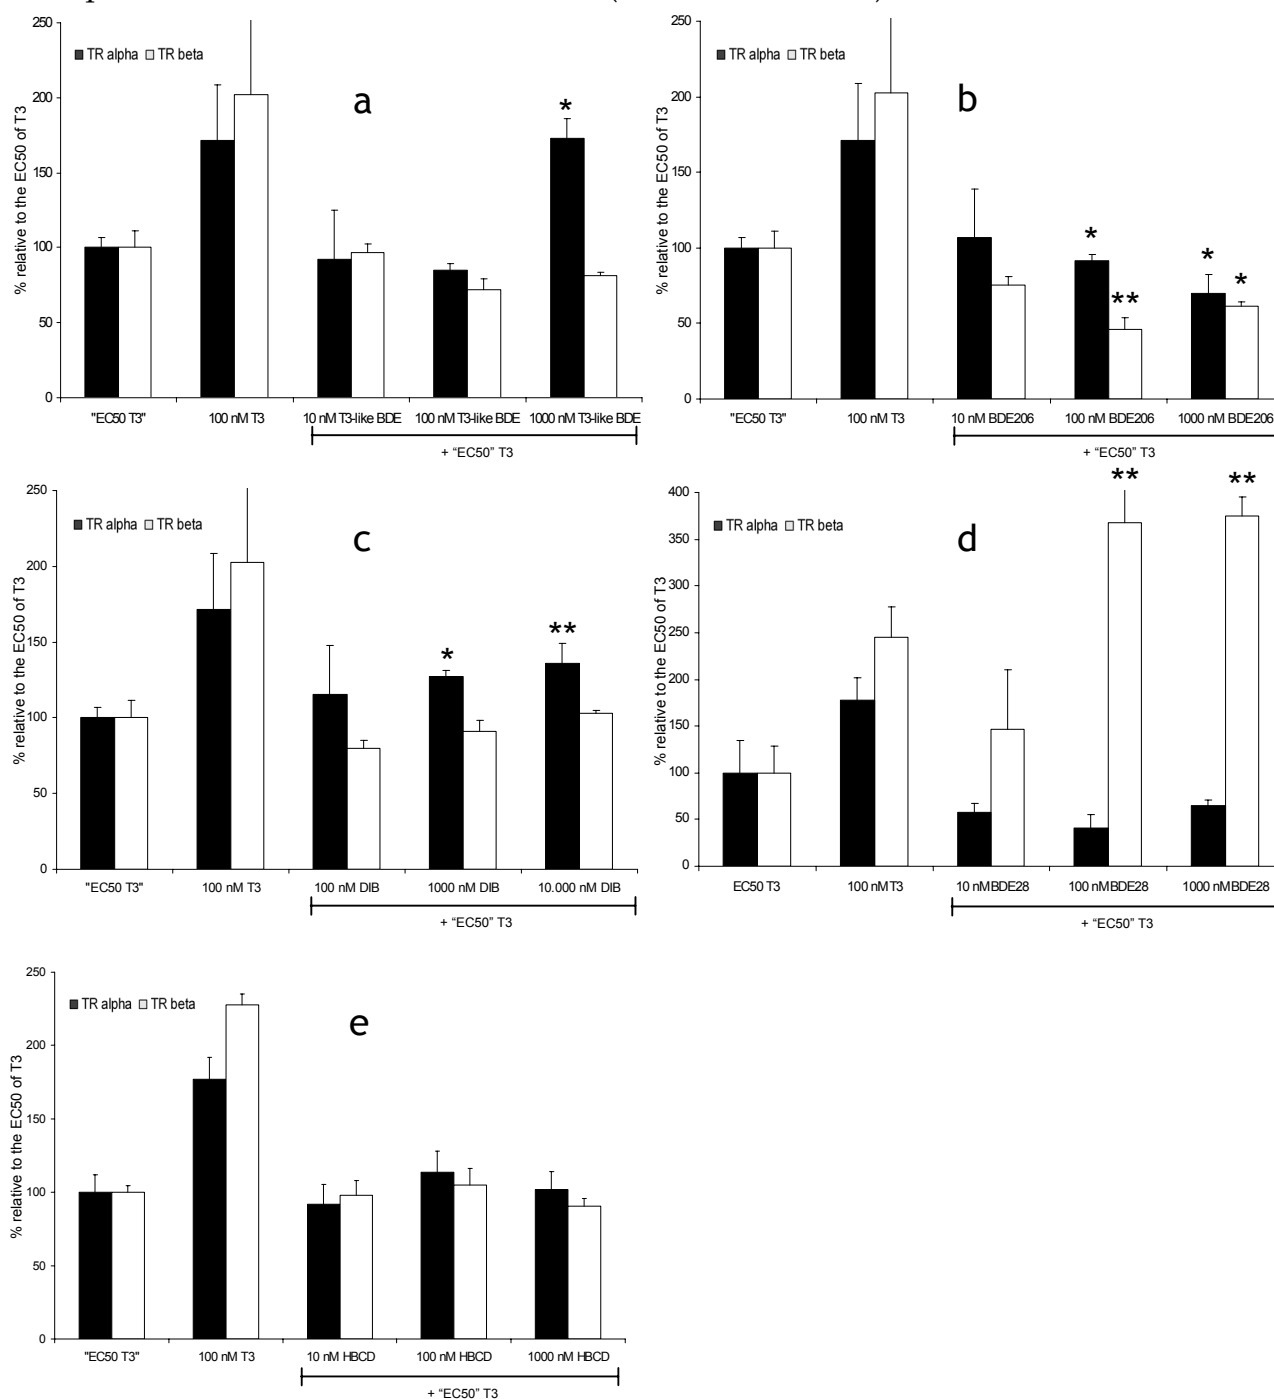 250
200
150
100
50
0
% relative to the EC50 of T3
TR alpha TR beta
a
*
"EC50 T3" 100 nM T3 10 nM T3-like BDE 100 nM T3-like BDE 1000 nM T3-like BDE
+ “EC50” T3
250
200
150
100
50
0
% relative to the EC50 of T3
TR alpha TR beta
b
*
**
*
*
"EC50 T3" 100 nM T3 10 nM BDE206 100 nM BDE206 1000 nM BDE206
+ “EC50” T3
250
200
150
100
50
0
% relative to the EC50 of T3
TR alpha TR beta
c
*
**
"EC50 T3" 100 nM T3 100 nM DIB 1000 nM DIB 10.000 nM DIB
+ “EC50” T3
400
350
300
250
200
150
100
50
0
% relative to the EC50 of T3
TR alpha TR beta
d
**
**
EC50 T3 100 nM T3 10 nM BDE28 100 nM BDE28 1000 nM BDE28
+ “EC50” T3
250
200
150
100
50
0
% relative to the EC50 of T3
TR alpha TR beta
e
"EC50 T3" 100 nM T3 10 nM HBCD 100 nM HBCD 1000 nM HBCD
+ “EC50” T3